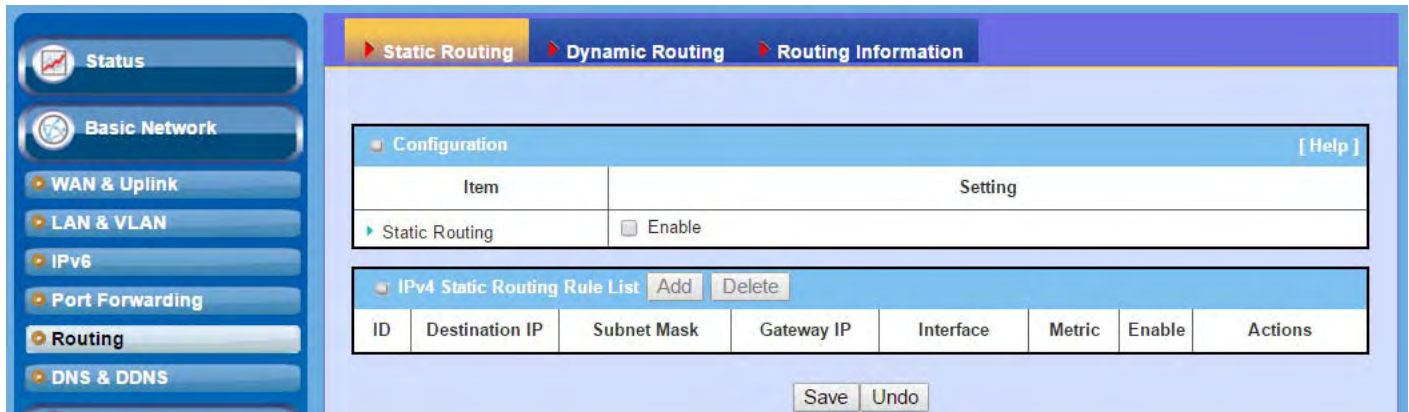 Status
Basic Network
WAN & Uplink
LAN & VLAN
IPv6
Port Forwarding
Routing
DNS & DDNS
Static Routing Dynamic Routing Routing Information
Configuration [ Help ]
Item Setting
Static Routing Enable
IPv4 Static Routing Rule List Add Delete
ID Destination IP Subnet Mask Gateway IP Interface Metric Enable Actions
Save Undo